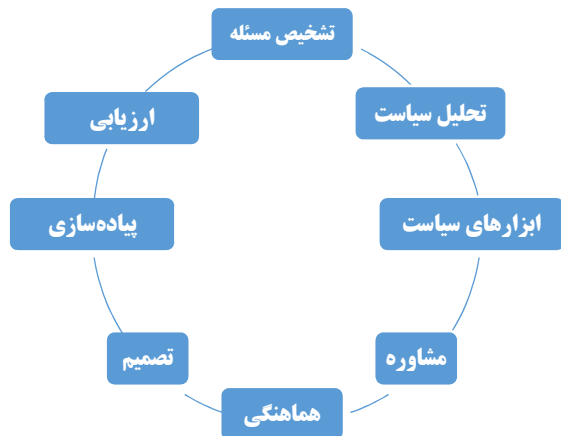 تشخیص مسئله
تحلیل سیاست
ابزارهای سیاست
مشاوره
هماهنگی
تصمیم
پیاده‌سازی
ارزیابی